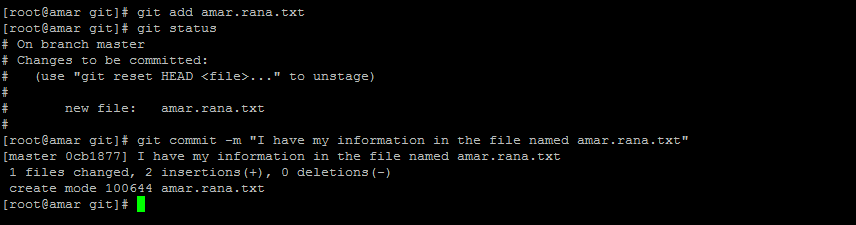 [root@amar git]# git add amar.rana.txt
[root@amar git]# git status
# On branch master
# Changes to be committed:
#   (use "git reset HEAD <file>..." to unstage)
#
#       new file:   amar.rana.txt
#
[root@amar git]# git commit -m "I have my information in the file named amar.rana.txt"
[master 0cb1877] I have my information in the file named amar.rana.txt
 1 files changed, 2 insertions(+), 0 deletions(-)
 create mode 100644 amar.rana.txt
[root@amar git]#